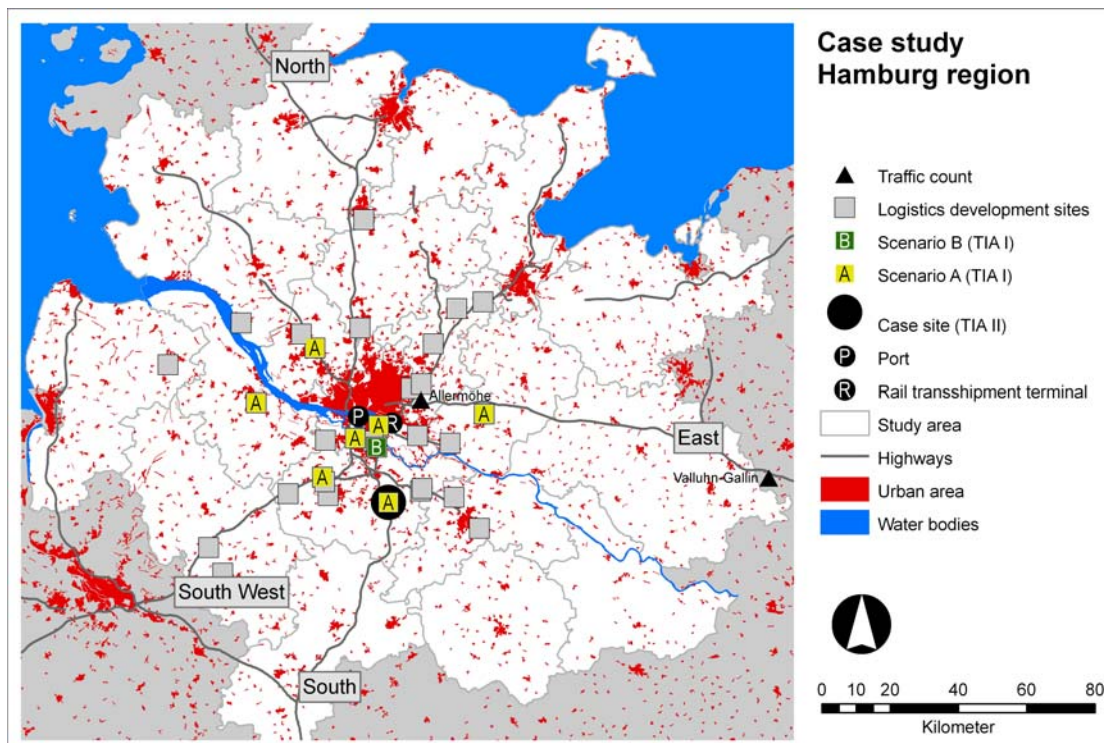 Case study
Hamburg region
North
Traffic count
Logistics development sites
B
Scenario B (TIA I)
A
Scenario A (TIA I)
Case site (TIA II)
P
Port
R
Rail transshipment terminal
Study area
Highways
Urban area
Water bodies
A
A
Allermöhe
A
P
A
R
A
B
East
A
Valluhn-Gallin
A
South West
South
0 10 20 40 60 80
Kilometer